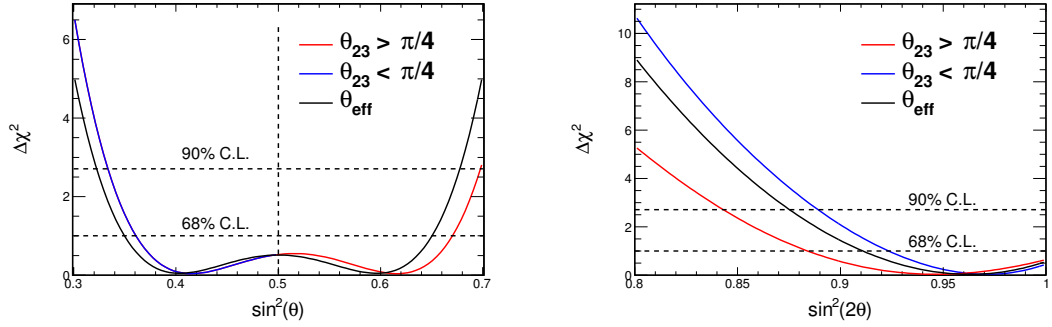 Δχ²
6
4
2
0
θ₂₃ > π/4
θ₂₃ < π/4
θeff
90% C.L.
68% C.L.
0.3 0.4 0.5 0.6 0.7
sin²(θ)
Δχ²
10
8
6
4
2
0
θ₂₃ > π/4
θ₂₃ < π/4
θeff
90% C.L.
68% C.L.
0.8 0.85 0.9 0.95 1
sin²(2θ)